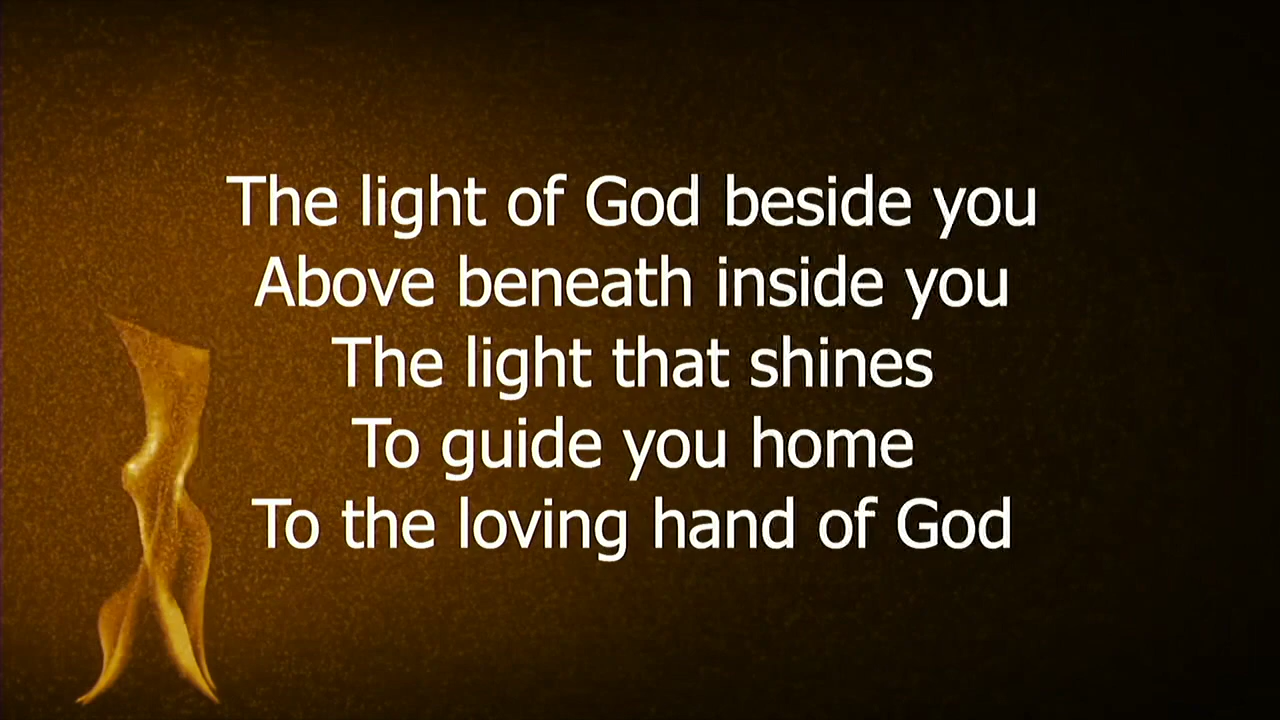 The light of God beside you
Above beneath inside you
The light that shines
To guide you home
To the loving hand of God